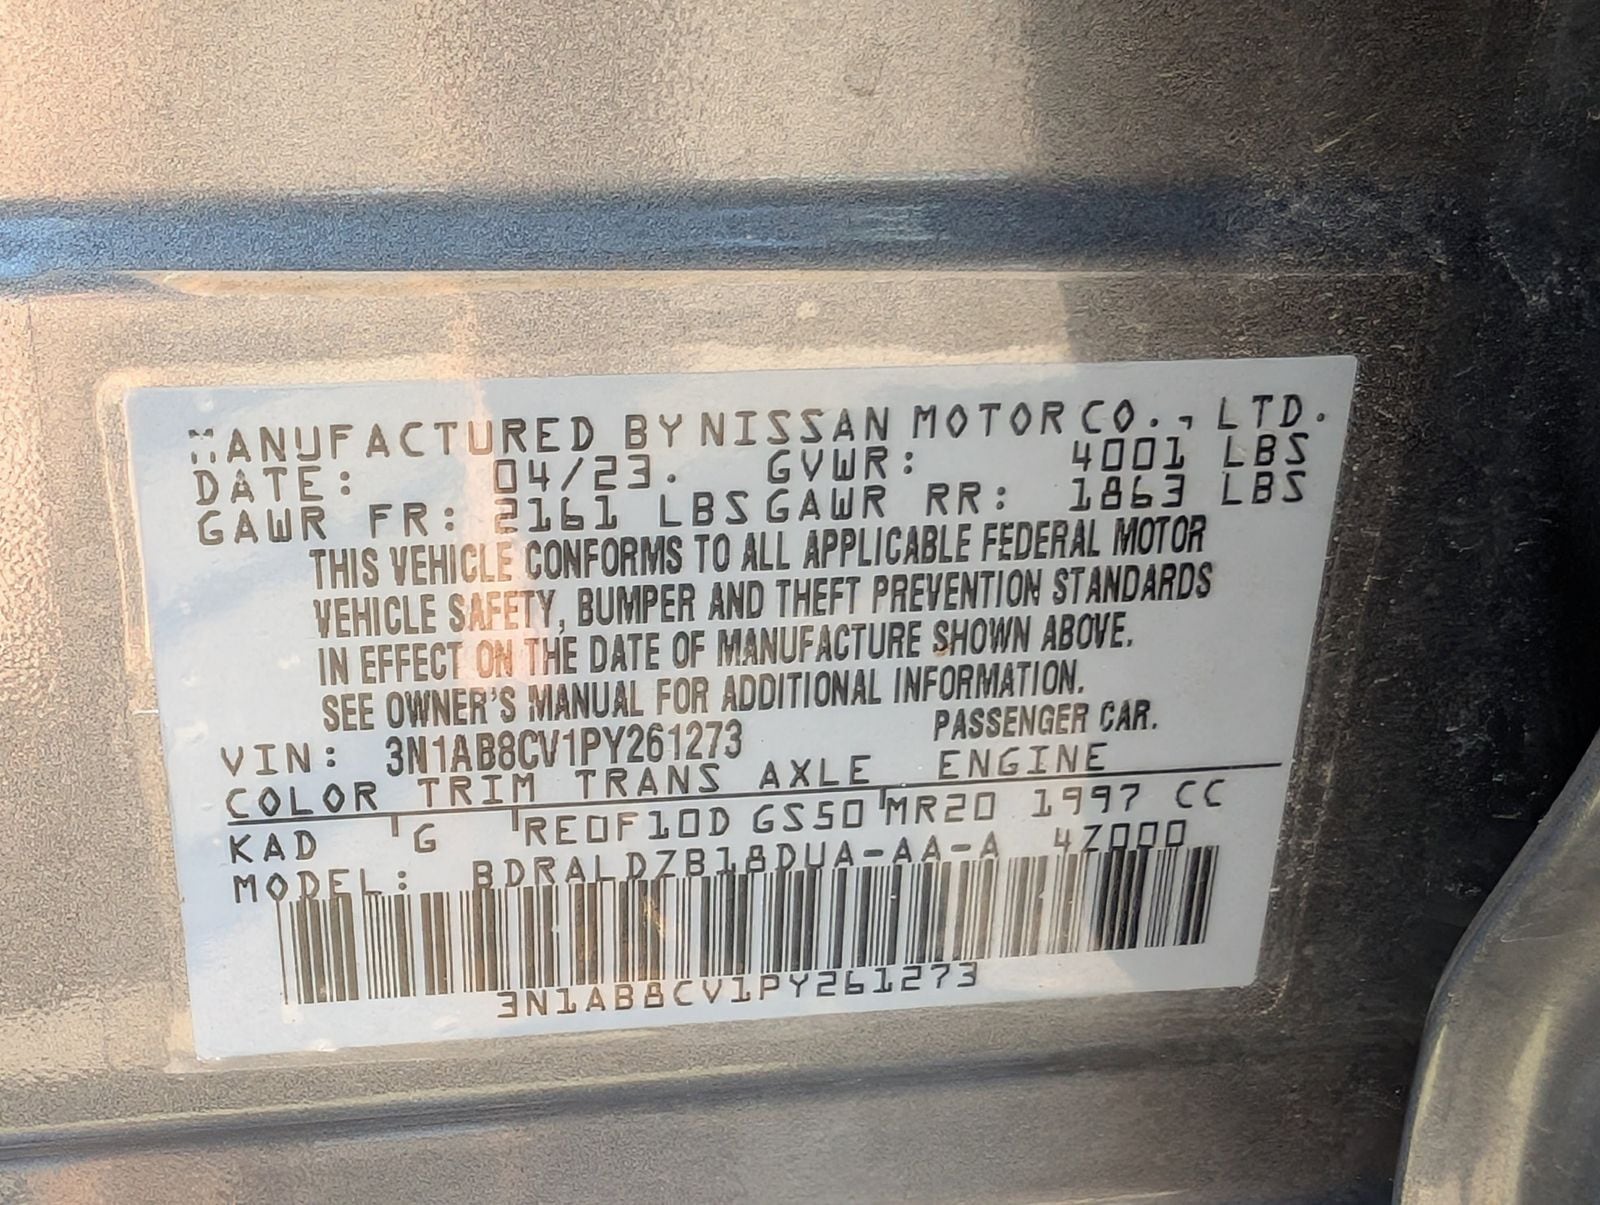 MANUFACTURED BY NISSAN MOTOR CO., LTD.
DATE: 04/23. GVWR: 4001 LBS
GAWR FR: 2161 LBS GAWR RR: 1863 LBS
THIS VEHICLE CONFORMS TO ALL APPLICABLE FEDERAL MOTOR
VEHICLE SAFETY, BUMPER AND THEFT PREVENTION STANDARDS
IN EFFECT ON THE DATE OF MANUFACTURE SHOWN ABOVE.
SEE OWNER'S MANUAL FOR ADDITIONAL INFORMATION.
VIN: 3N1AB8CV1PY261273 PASSENGER CAR.
COLOR TRIM TRANS AXLE ENGINE
KAD G RE0F10D GS50 MR20 1997 CC
MODEL: BDRALDZB18DUA-AA-A 4Z000
3N1AB8CV1PY261273